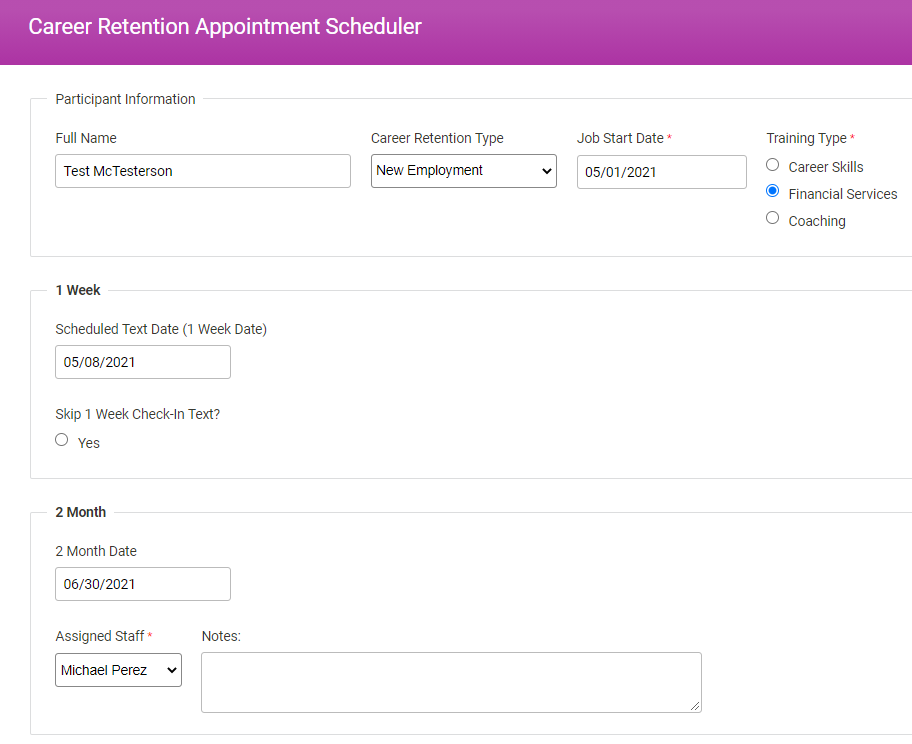 Career Retention Appointment Scheduler
Participant Information
Full Name
Career Retention Type
Job Start Date *
Training Type *
Test McTesterson
New Employment
05/01/2021
Career Skills
Financial Services
Coaching
1 Week
Scheduled Text Date (1 Week Date)
05/08/2021
Skip 1 Week Check-In Text?
Yes
2 Month
2 Month Date
06/30/2021
Assigned Staff *
Notes:
Michael Perez